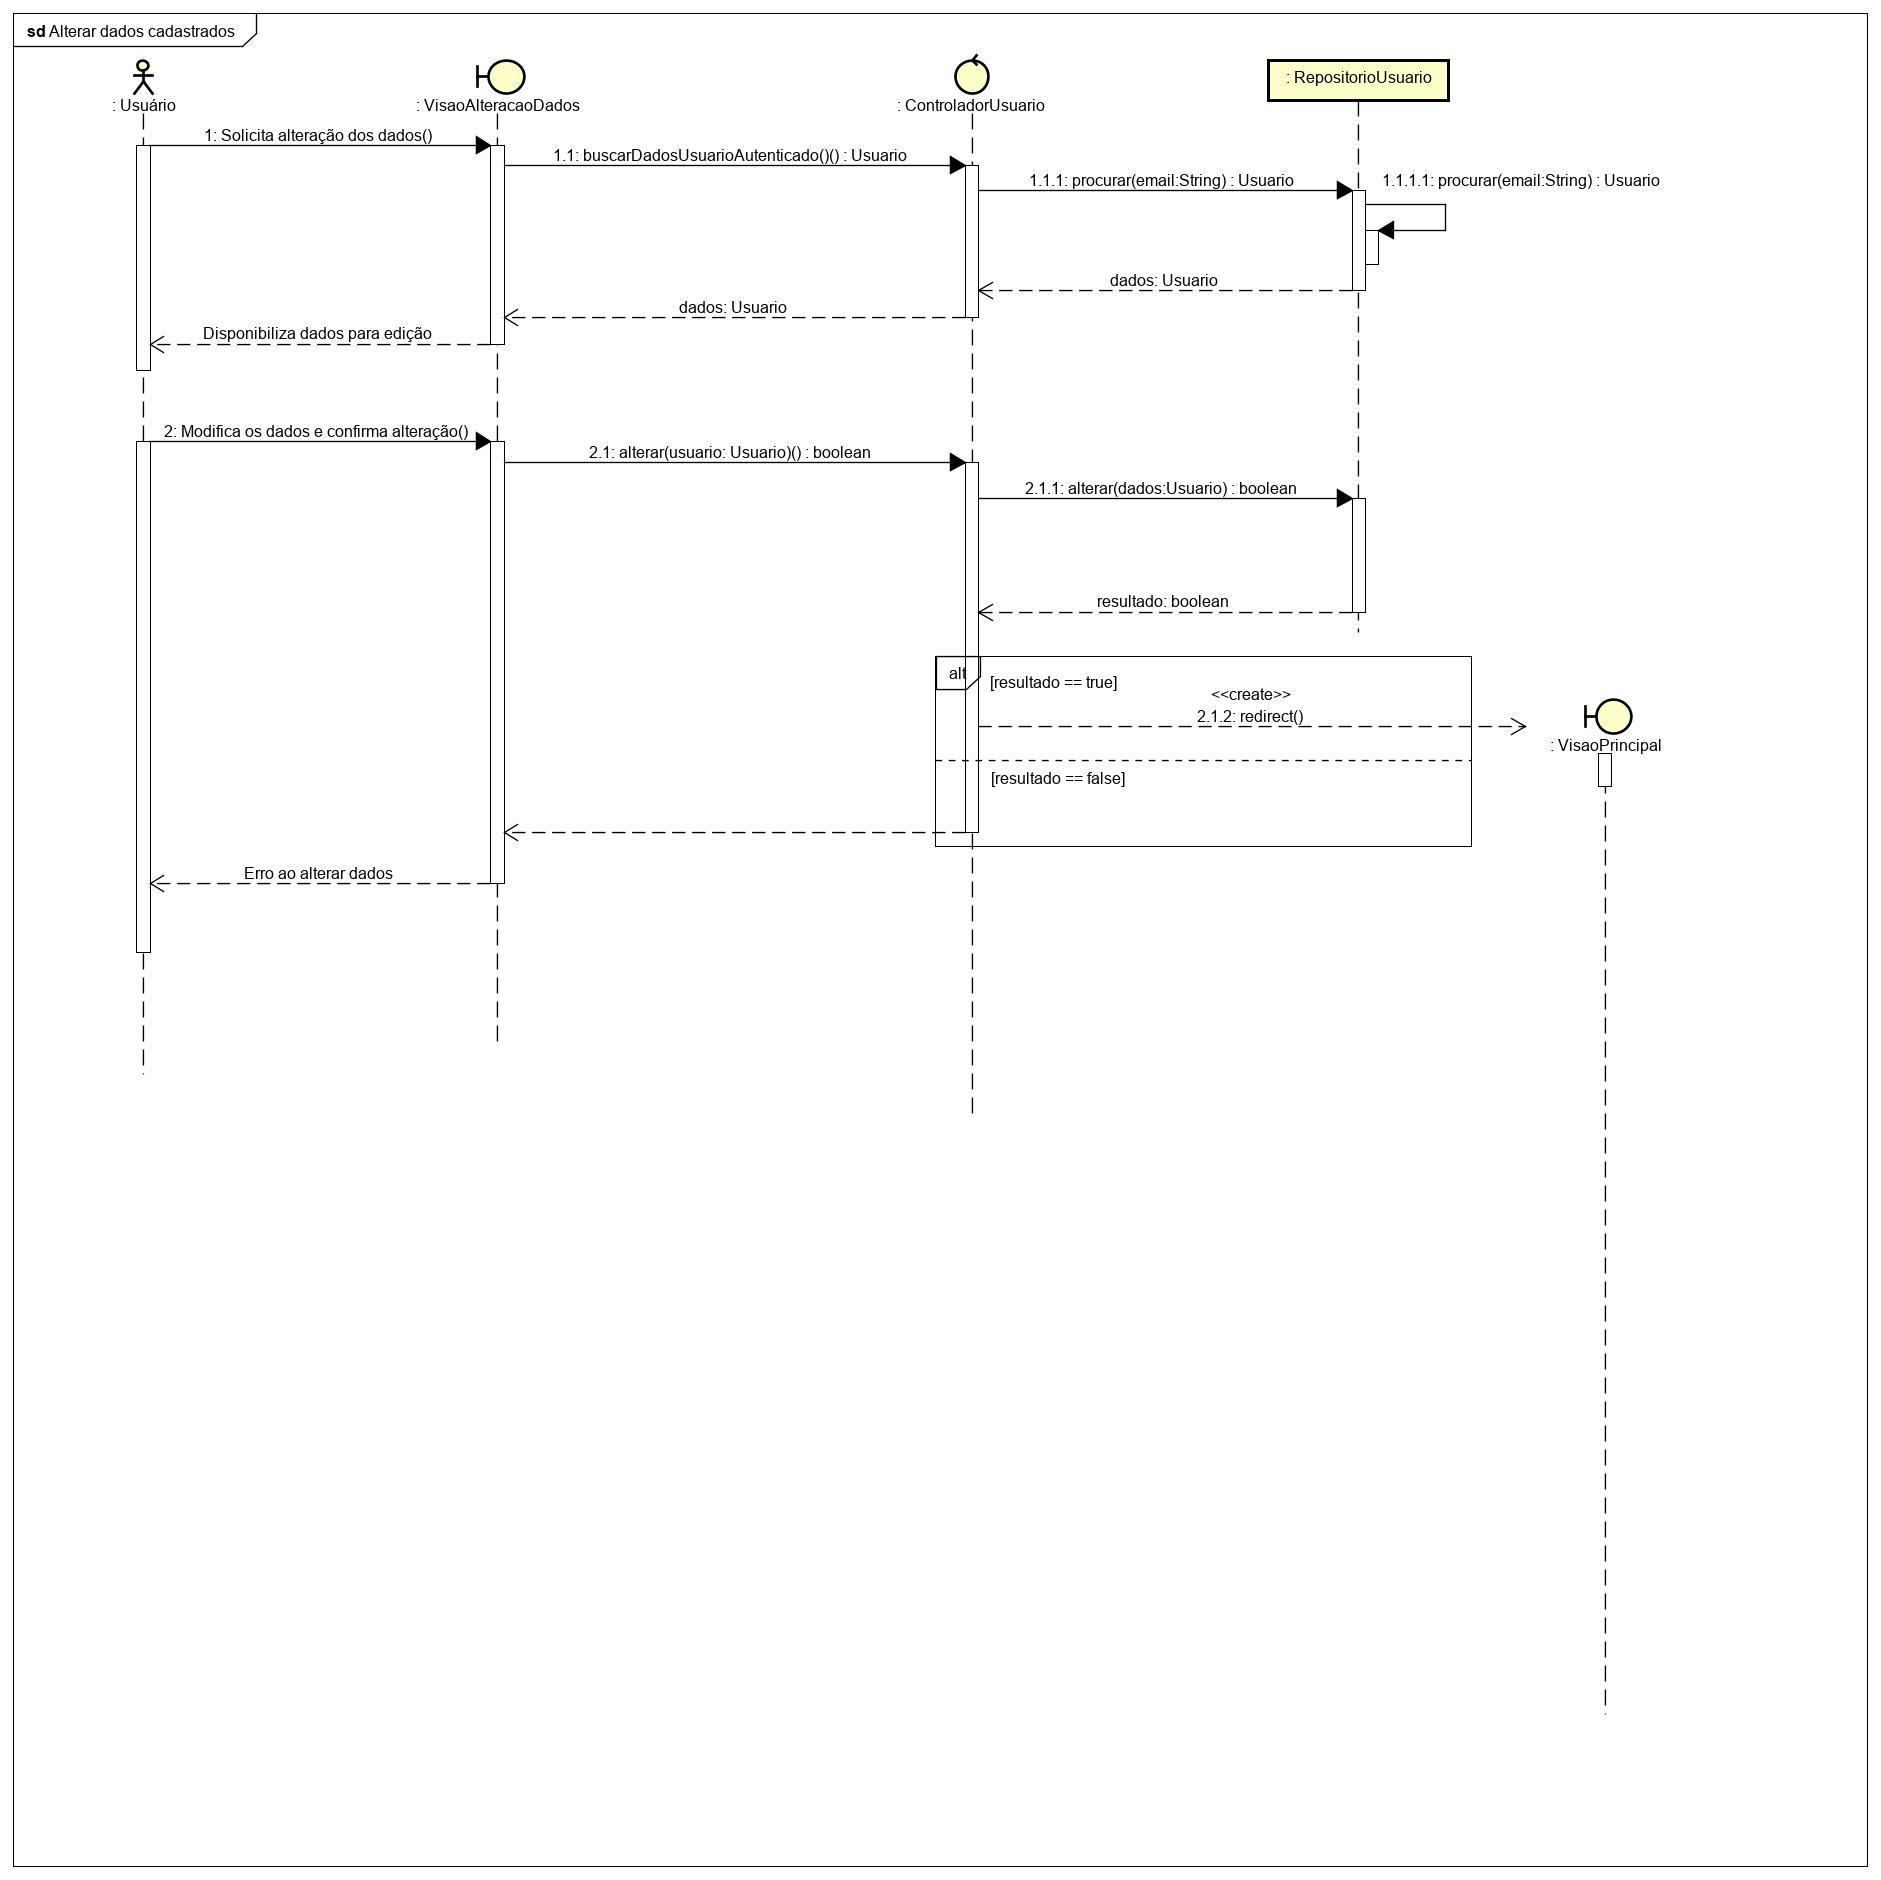 sd Alterar dados cadastrados
: Usuário
: VisaoAlteracaoDados
: ControladorUsuario
: RepositorioUsuario
1: Solicita alteração dos dados()
1.1: buscarDadosUsuarioAutenticado()() : Usuario
1.1.1: procurar(email:String) : Usuario
1.1.1.1: procurar(email:String) : Usuario
dados: Usuario
dados: Usuario
Disponibiliza dados para edição
2: Modifica os dados e confirma alteração()
2.1: alterar(usuario: Usuario)() : boolean
2.1.1: alterar(dados:Usuario) : boolean
resultado: boolean
alt
[resultado == true]
<<create>>
2.1.2: redirect()
: VisaoPrincipal
[resultado == false]
Erro ao alterar dados